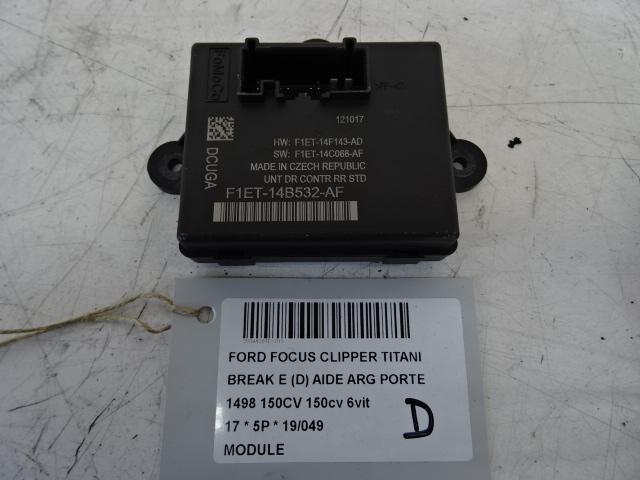 FoMoCo
121017
HW: F1ET-14F143-AD
SW: F1ET-14C066-AF
MADE IN CZECH REPUBLIC
UNT DR CONTR RR STD
DCUGA
F1ET-14B532-AF
FORD FOCUS CLIPPER TITANI
BREAK E (D) AIDE ARG PORTE
1498 150CV 150cv 6vit
17 * 5P * 19/049
MODULE
D